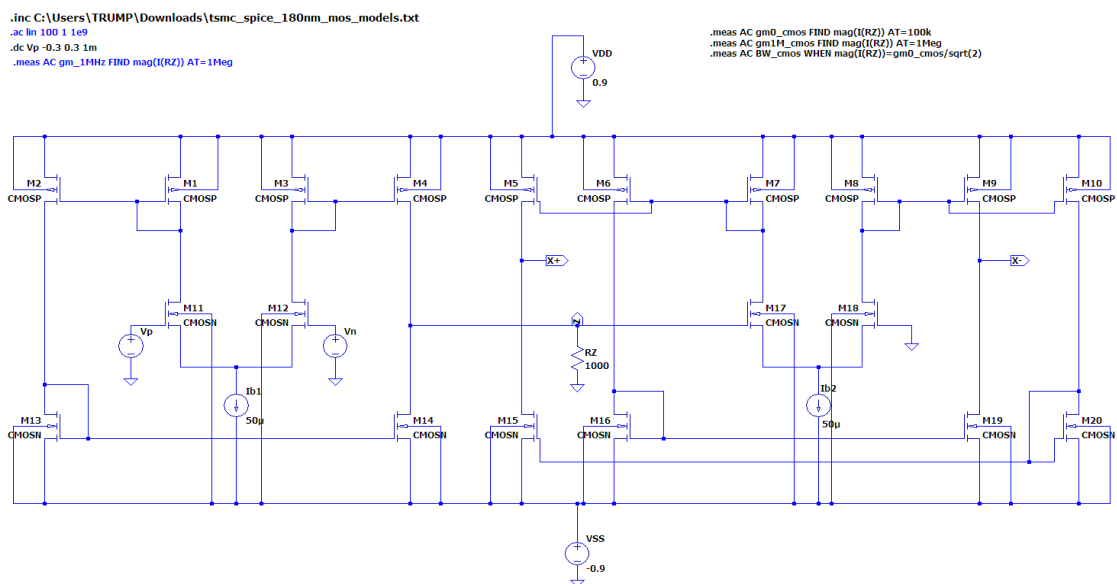 .inc C:\Users\TRUMP\Downloads\tsmc_spice_180nm_mos_models.txt
.ac lin 100 1 1e9
.dc Vp -0.3 0.3 1m
.meas AC gm_1MHz FIND mag(I(RZ)) AT=1Meg
.meas AC gm0_cmos FIND mag(I(RZ)) AT=100k
.meas AC gm1M_cmos FIND mag(I(RZ)) AT=1Meg
.meas AC BW_cmos WHEN mag(I(RZ))=gm0_cmos/sqrt(2)
VDD
0.9
M2 M1 M3 M4 M5 M6 M7 M8 M9 M10
CMOSP CMOSP CMOSP CMOSP CMOSP CMOSP CMOSP CMOSP CMOSP CMOSP
X+ X-
M11 M12 M17 M18
CMOSN CMOSN CMOSN CMOSN
Vp Vn Z
RZ
1000
Ib1 Ib2
50µ 50µ
M13 M14 M15 M16 M19 M20
CMOSN CMOSN CMOSN CMOSN CMOSN CMOSN
VSS
-0.9